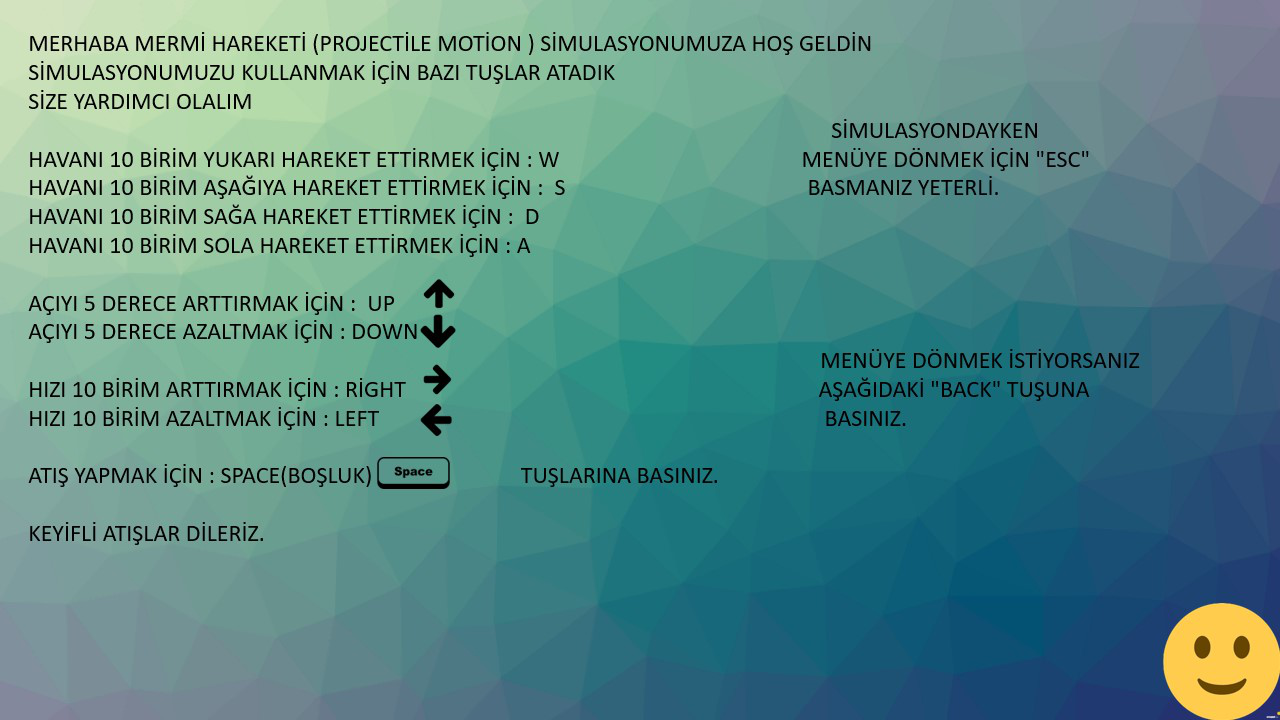 MERHABA MERMİ HAREKETİ (PROJECTİLE MOTİON ) SİMULASYONUMUZA HOŞ GELDİN
SİMULASYONUMUZU KULLANMAK İÇİN BAZI TUŞLAR ATADIK
SİZE YARDIMCI OLALIM
HAVANI 10 BİRİM YUKARI HAREKET ETTİRMEK İÇİN : W
HAVANI 10 BİRİM AŞAĞIYA HAREKET ETTİRMEK İÇİN :  S
HAVANI 10 BİRİM SAĞA HAREKET ETTİRMEK İÇİN :  D
HAVANI 10 BİRİM SOLA HAREKET ETTİRMEK İÇİN : A
AÇIYI 5 DERECE ARTTIRMAK İÇİN :  UP
AÇIYI 5 DERECE AZALTMAK İÇİN : DOWN
HIZI 10 BİRİM ARTTIRMAK İÇİN : RİGHT
HIZI 10 BİRİM AZALTMAK İÇİN : LEFT
ATIŞ YAPMAK İÇİN : SPACE(BOŞLUK) Space TUŞLARINA BASINIZ.
KEYİFLİ ATIŞLAR DİLERİZ.
SİMULASYONDAYKEN
MENÜYE DÖNMEK İÇİN "ESC"
BASMANIZ YETERLİ.
MENÜYE DÖNMEK İSTİYORSANIZ
AŞAĞIDAKİ "BACK" TUŞUNA
BASINIZ.